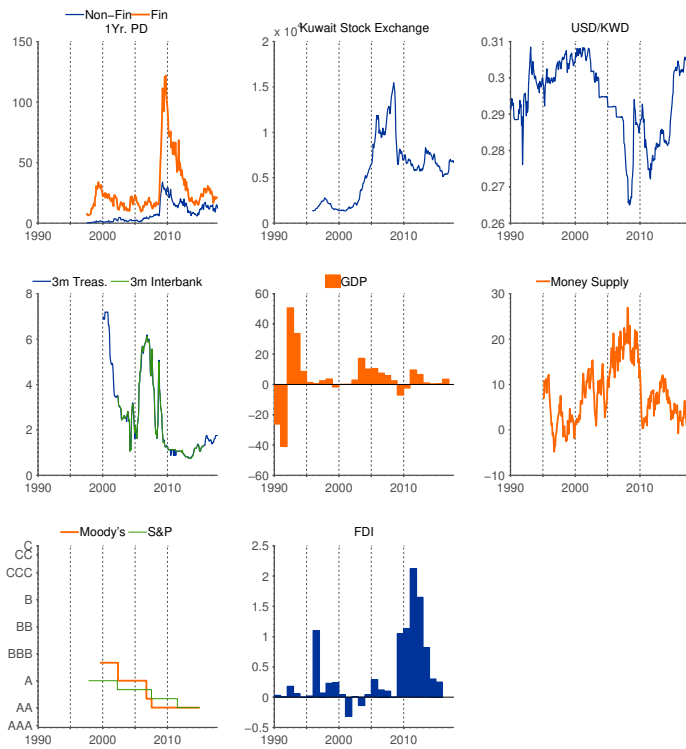 Non−Fin Fin
1Yr. PD
150
100
50
0
1990 2000 2010
x 10
Kuwait Stock Exchange
2
1.5
1
0.5
0
1990 2000 2010
USD/KWD
0.31
0.3
0.29
0.28
0.27
0.26
1990 2000 2010
3m Treas. 3m Interbank
8
6
4
2
0
1990 2000 2010
GDP
60
40
20
0
−20
−40
−60
1990 2000 2010
Money Supply
30
20
10
0
−10
1990 2000 2010
Moody's S&P
C
CC
CCC
B
BB
BBB
A
AA
AAA
1990 2000 2010
FDI
2.5
2
1.5
1
0.5
0
−0.5
1990 2000 2010